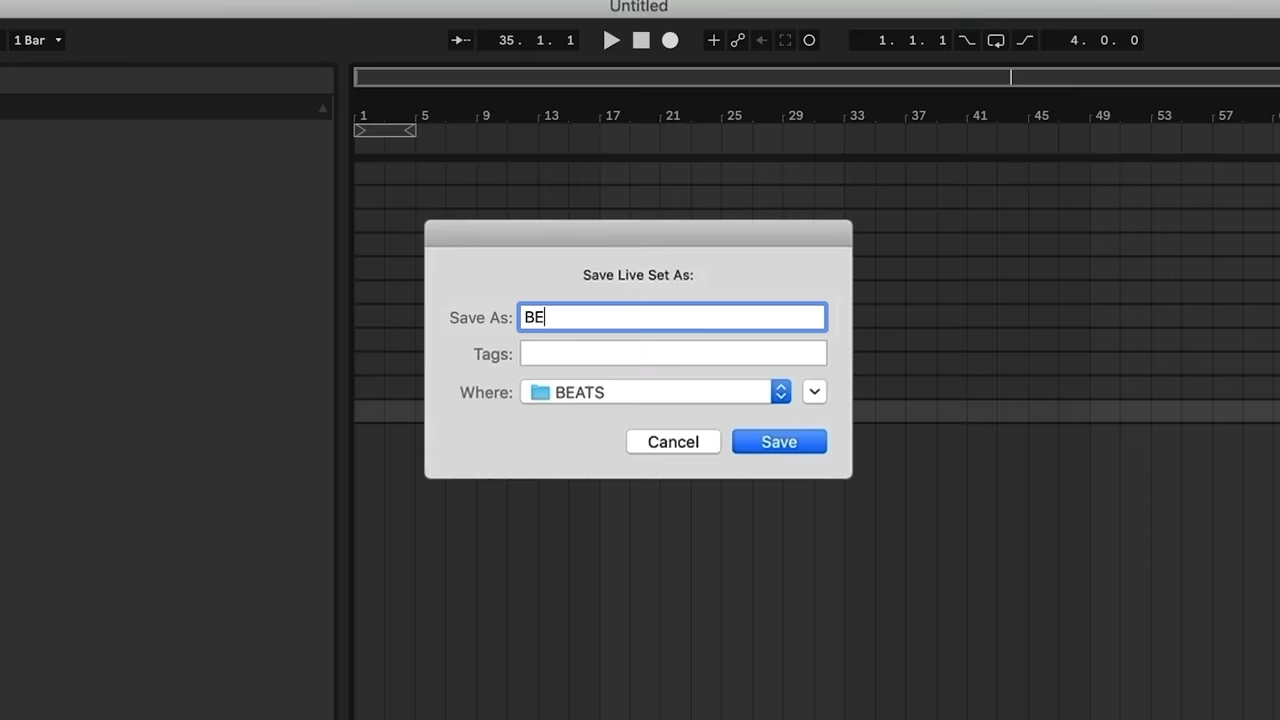 Untitled
1 Bar 35. 1. 1 1. 1. 1 4. 0. 0
1 5 9 13 17 21 25 29 33 37 41 45 49 53 57
Save Live Set As:
Save As: BE
Tags:
Where: BEATS
Cancel Save